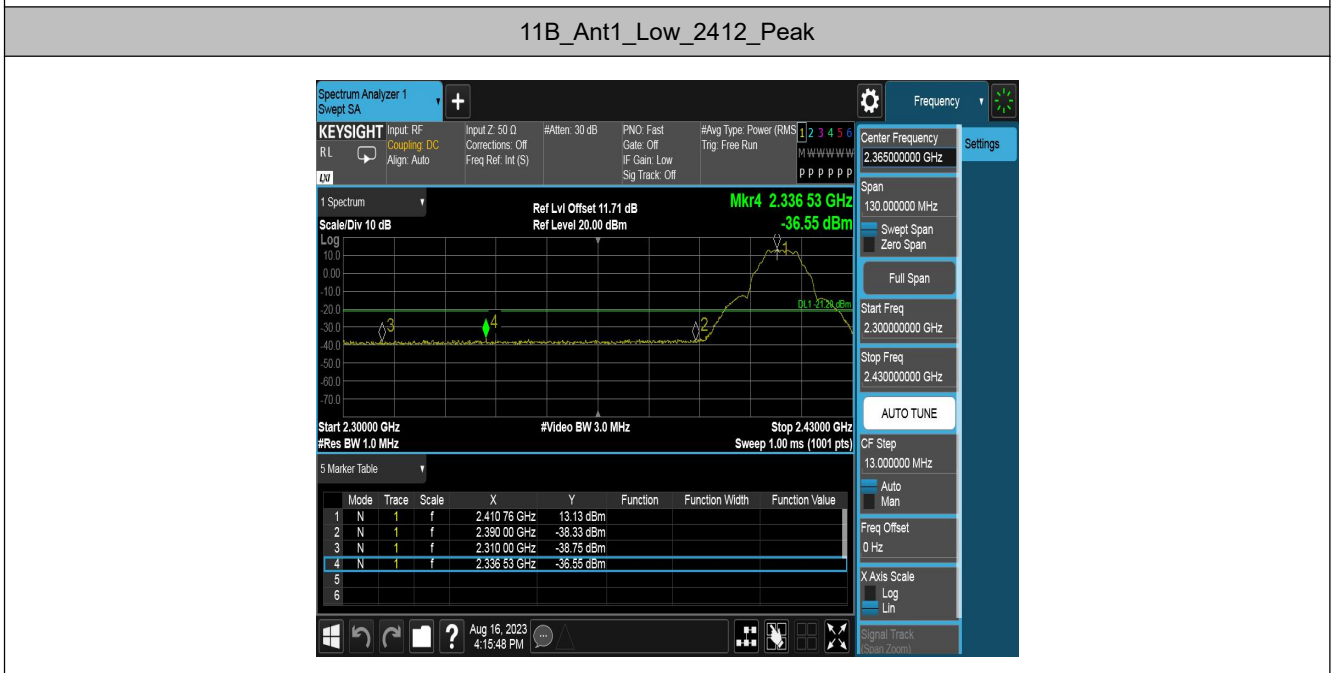 11B_Ant1_Low_2412_Peak
Spectrum Analyzer 1
Swept SA
+
Frequency
KEYSIGHT
RL
LXI
Input: RF
Coupling: DC
Align: Auto
Input Z: 50 Ω
Corrections: Off
Freq Ref: Int (S)
#Atten: 30 dB
PNO: Fast
Gate: Off
IF Gain: Low
Sig Track: Off
#Avg Type: Power (RMS
Trig: Free Run
1 2 3 4 5 6
M W W W W W
P P P P P P
1 Spectrum
Scale/Div 10 dB
Ref Lvl Offset 11.71 dB
Ref Level 20.00 dBm
Mkr4 2.336 53 GHz
-36.55 dBm
Log
10.0
0.00
-10.0
-20.0
-30.0
-40.0
-50.0
-60.0
-70.0
1
2
3
4
DL1 -21.20 dBm
Start 2.30000 GHz
#Res BW 1.0 MHz
#Video BW 3.0 MHz
Stop 2.43000 GHz
Sweep 1.00 ms (1001 pts)
5 Marker Table
Mode Trace Scale X Y Function Function Width Function Value
1 N 1 f 2.410 76 GHz 13.13 dBm
2 N 1 f 2.390 00 GHz -38.33 dBm
3 N 1 f 2.310 00 GHz -38.75 dBm
4 N 1 f 2.336 53 GHz -36.55 dBm
5
6
?
Aug 16, 2023
4:15:48 PM
Center Frequency
2.365000000 GHz
Settings
Span
130.000000 MHz
Swept Span
Zero Span
Full Span
Start Freq
2.300000000 GHz
Stop Freq
2.430000000 GHz
AUTO TUNE
CF Step
13.000000 MHz
Auto
Man
Freq Offset
0 Hz
X Axis Scale
Log
Lin
Signal Track
(Span Zoom)